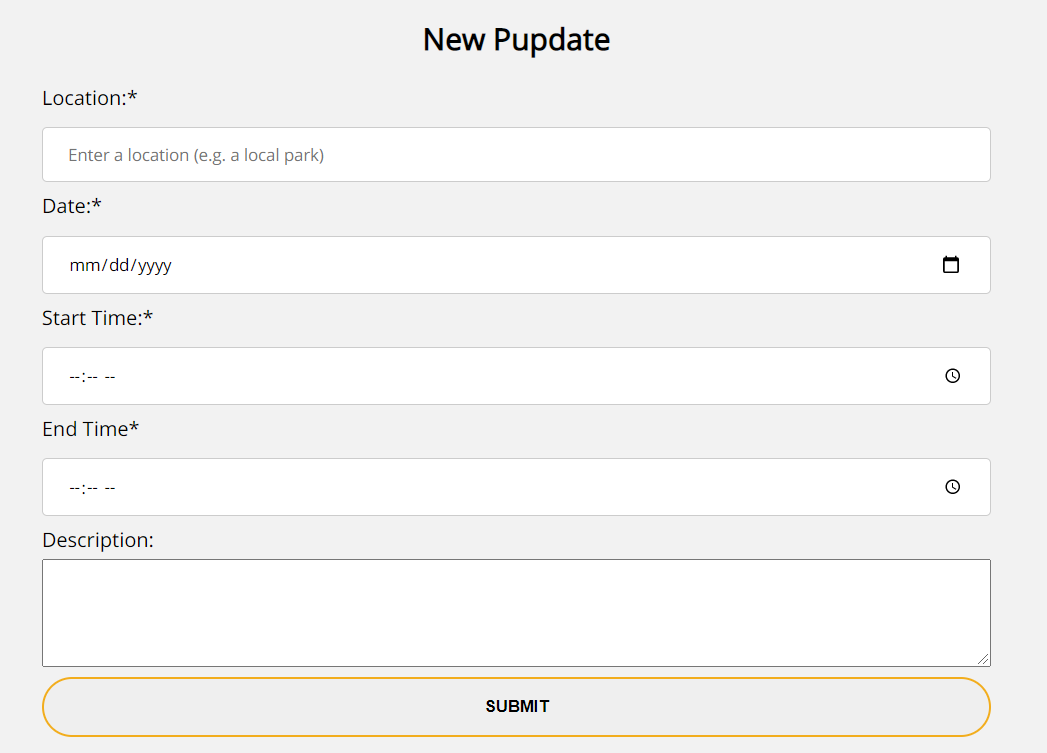 New Pupdate
Location:*
Enter a location (e.g. a local park)
Date:*
mm/dd/yyyy
Start Time:*
--:-- --
End Time*
--:-- --
Description:
SUBMIT